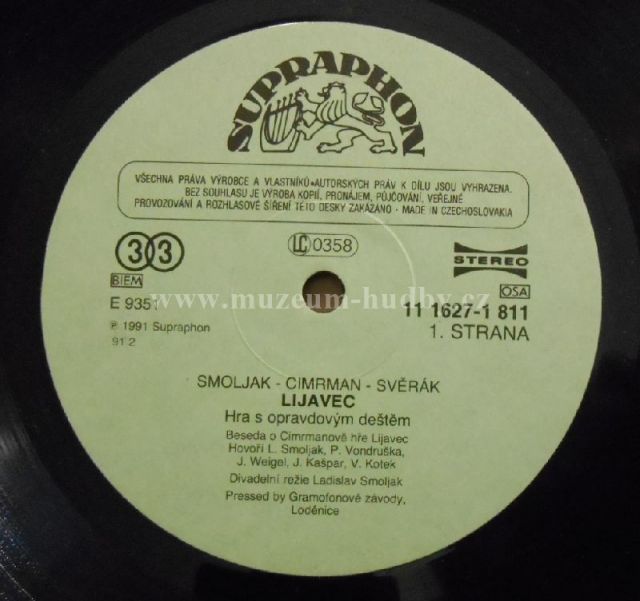 SUPRAPHON
VŠECHNA PRÁVA VÝROBCE A VLASTNÍKŮ•AUTORSKÝCH PRÁV K DÍLU JSOU VYHRAZENA.
BEZ SOUHLASU JE VÝROBA KOPIÍ, PRONÁJEM, PŮJČOVÁNÍ, VEŘEJNÉ
PROVOZOVÁNÍ A ROZHLASOVÉ ŠÍŘENÍ TÉTO DESKY ZAKÁZÁNO - MADE IN CZECHOSLOVAKIA
33
LC 0358
STEREO
BIEM
OSA
www.muzeum-hudby.cz
E 9351
11 1627-1 811
℗ 1991 Supraphon
1. STRANA
91 2
SMOLJAK - CIMRMAN - SVĚRÁK
LIJAVEC
Hra s opravdovým deštěm
Beseda o Cimrmanově hře Lijavec
Hovoří L. Smoljak, P. Vondruška,
J. Weigel, J. Kašpar, V. Kotek
Divadelní režie Ladislav Smoljak
Pressed by Gramofonové závody,
Loděnice